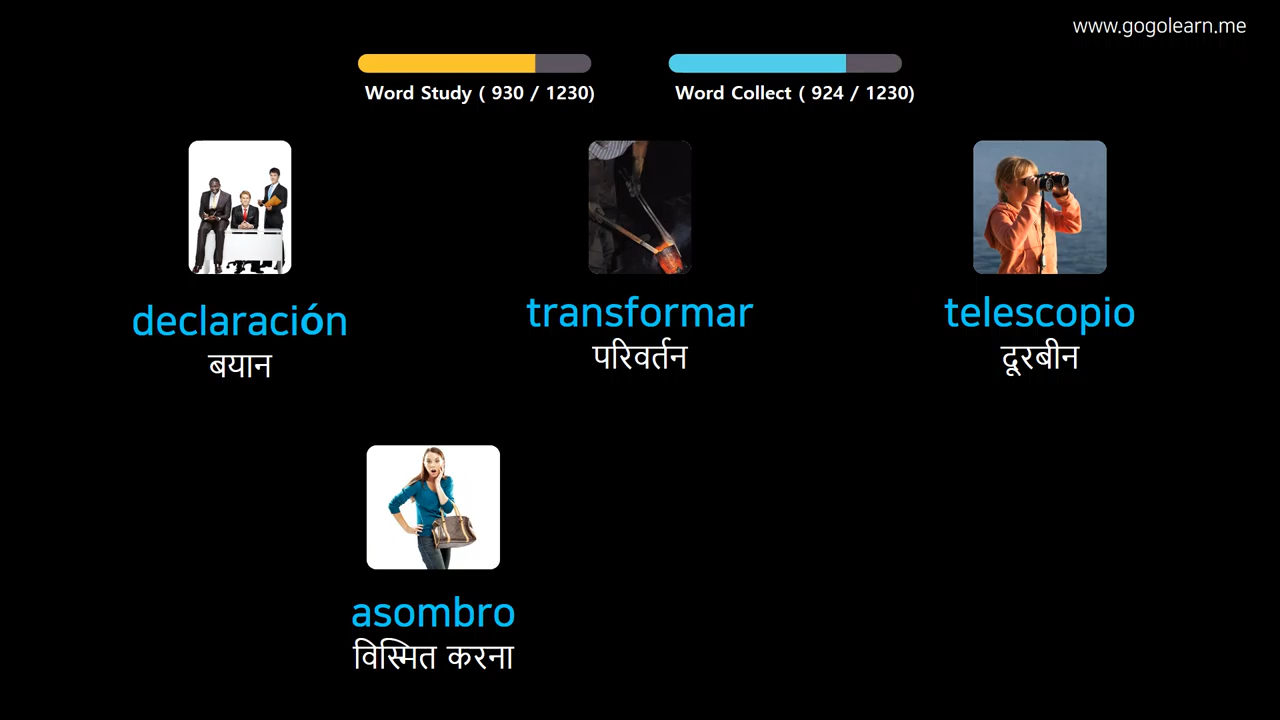 www.gogolearn.me
Word Study ( 930 / 1230)
Word Collect ( 924 / 1230)
declaración
बयान
transformar
परिवर्तन
telescopio
दूरबीन
asombro
विस्मित करना